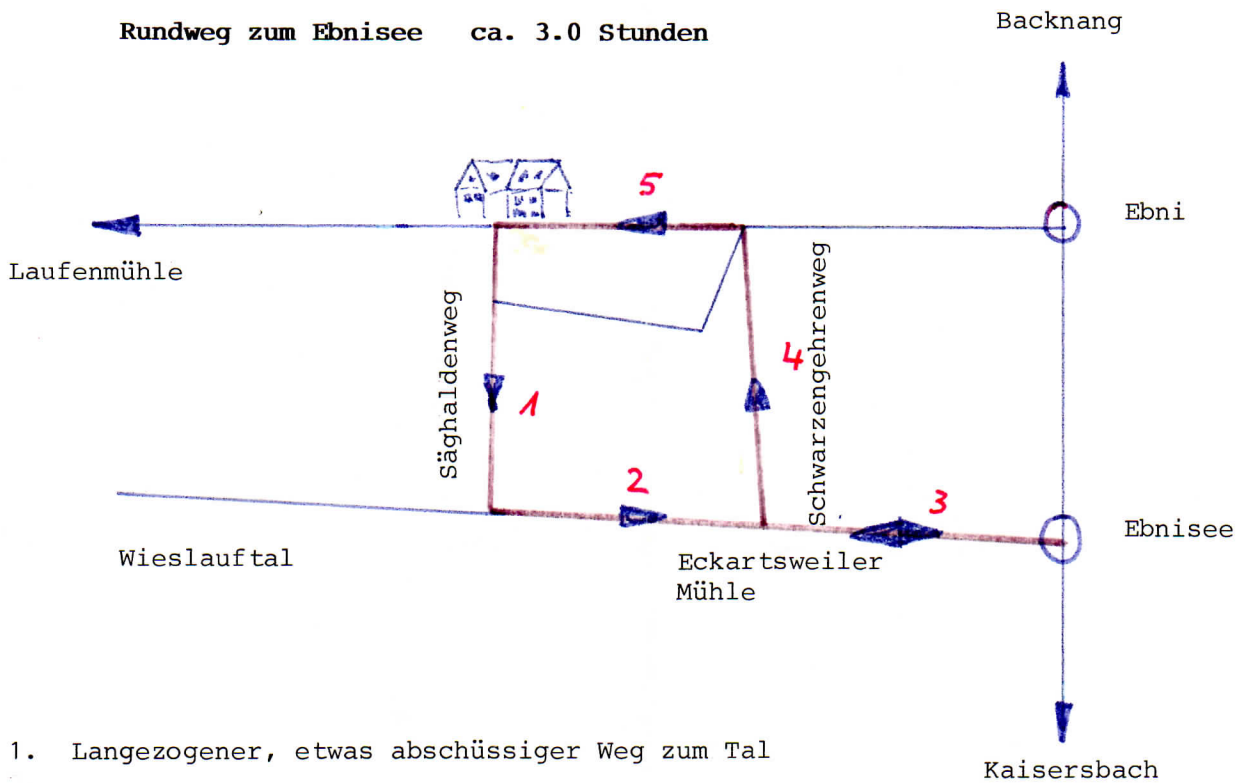 Rundweg zum Ebnisee ca. 3.0 Stunden
Backnang
5
Ebni
Laufenmühle
Säghaldenweg
Schwarzengehrenweg
4
1
2
3
Ebnisee
Wieslauftal
Eckartsweiler
Mühle
1. Langezogener, etwas abschüssiger Weg zum Tal
Kaisersbach